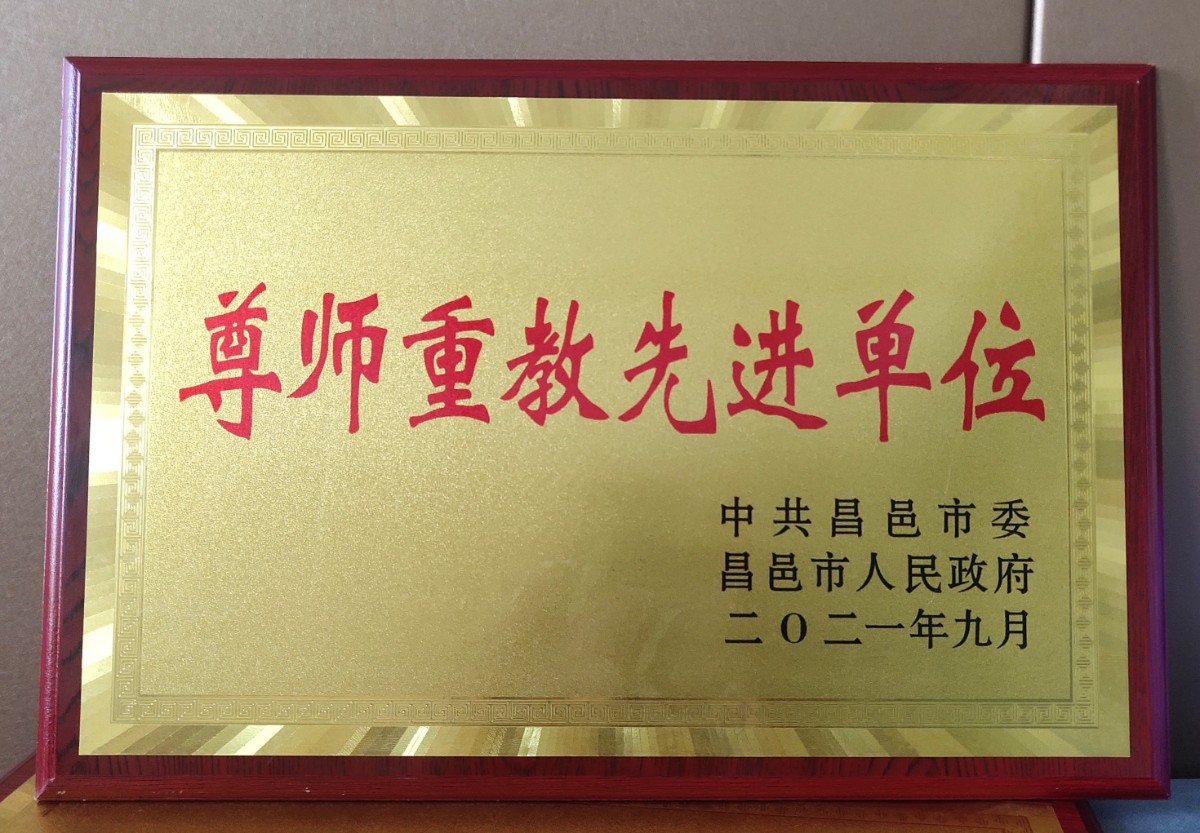 尊师重教先进单位
中共昌邑市委
昌邑市人民政府
二〇二一年九月